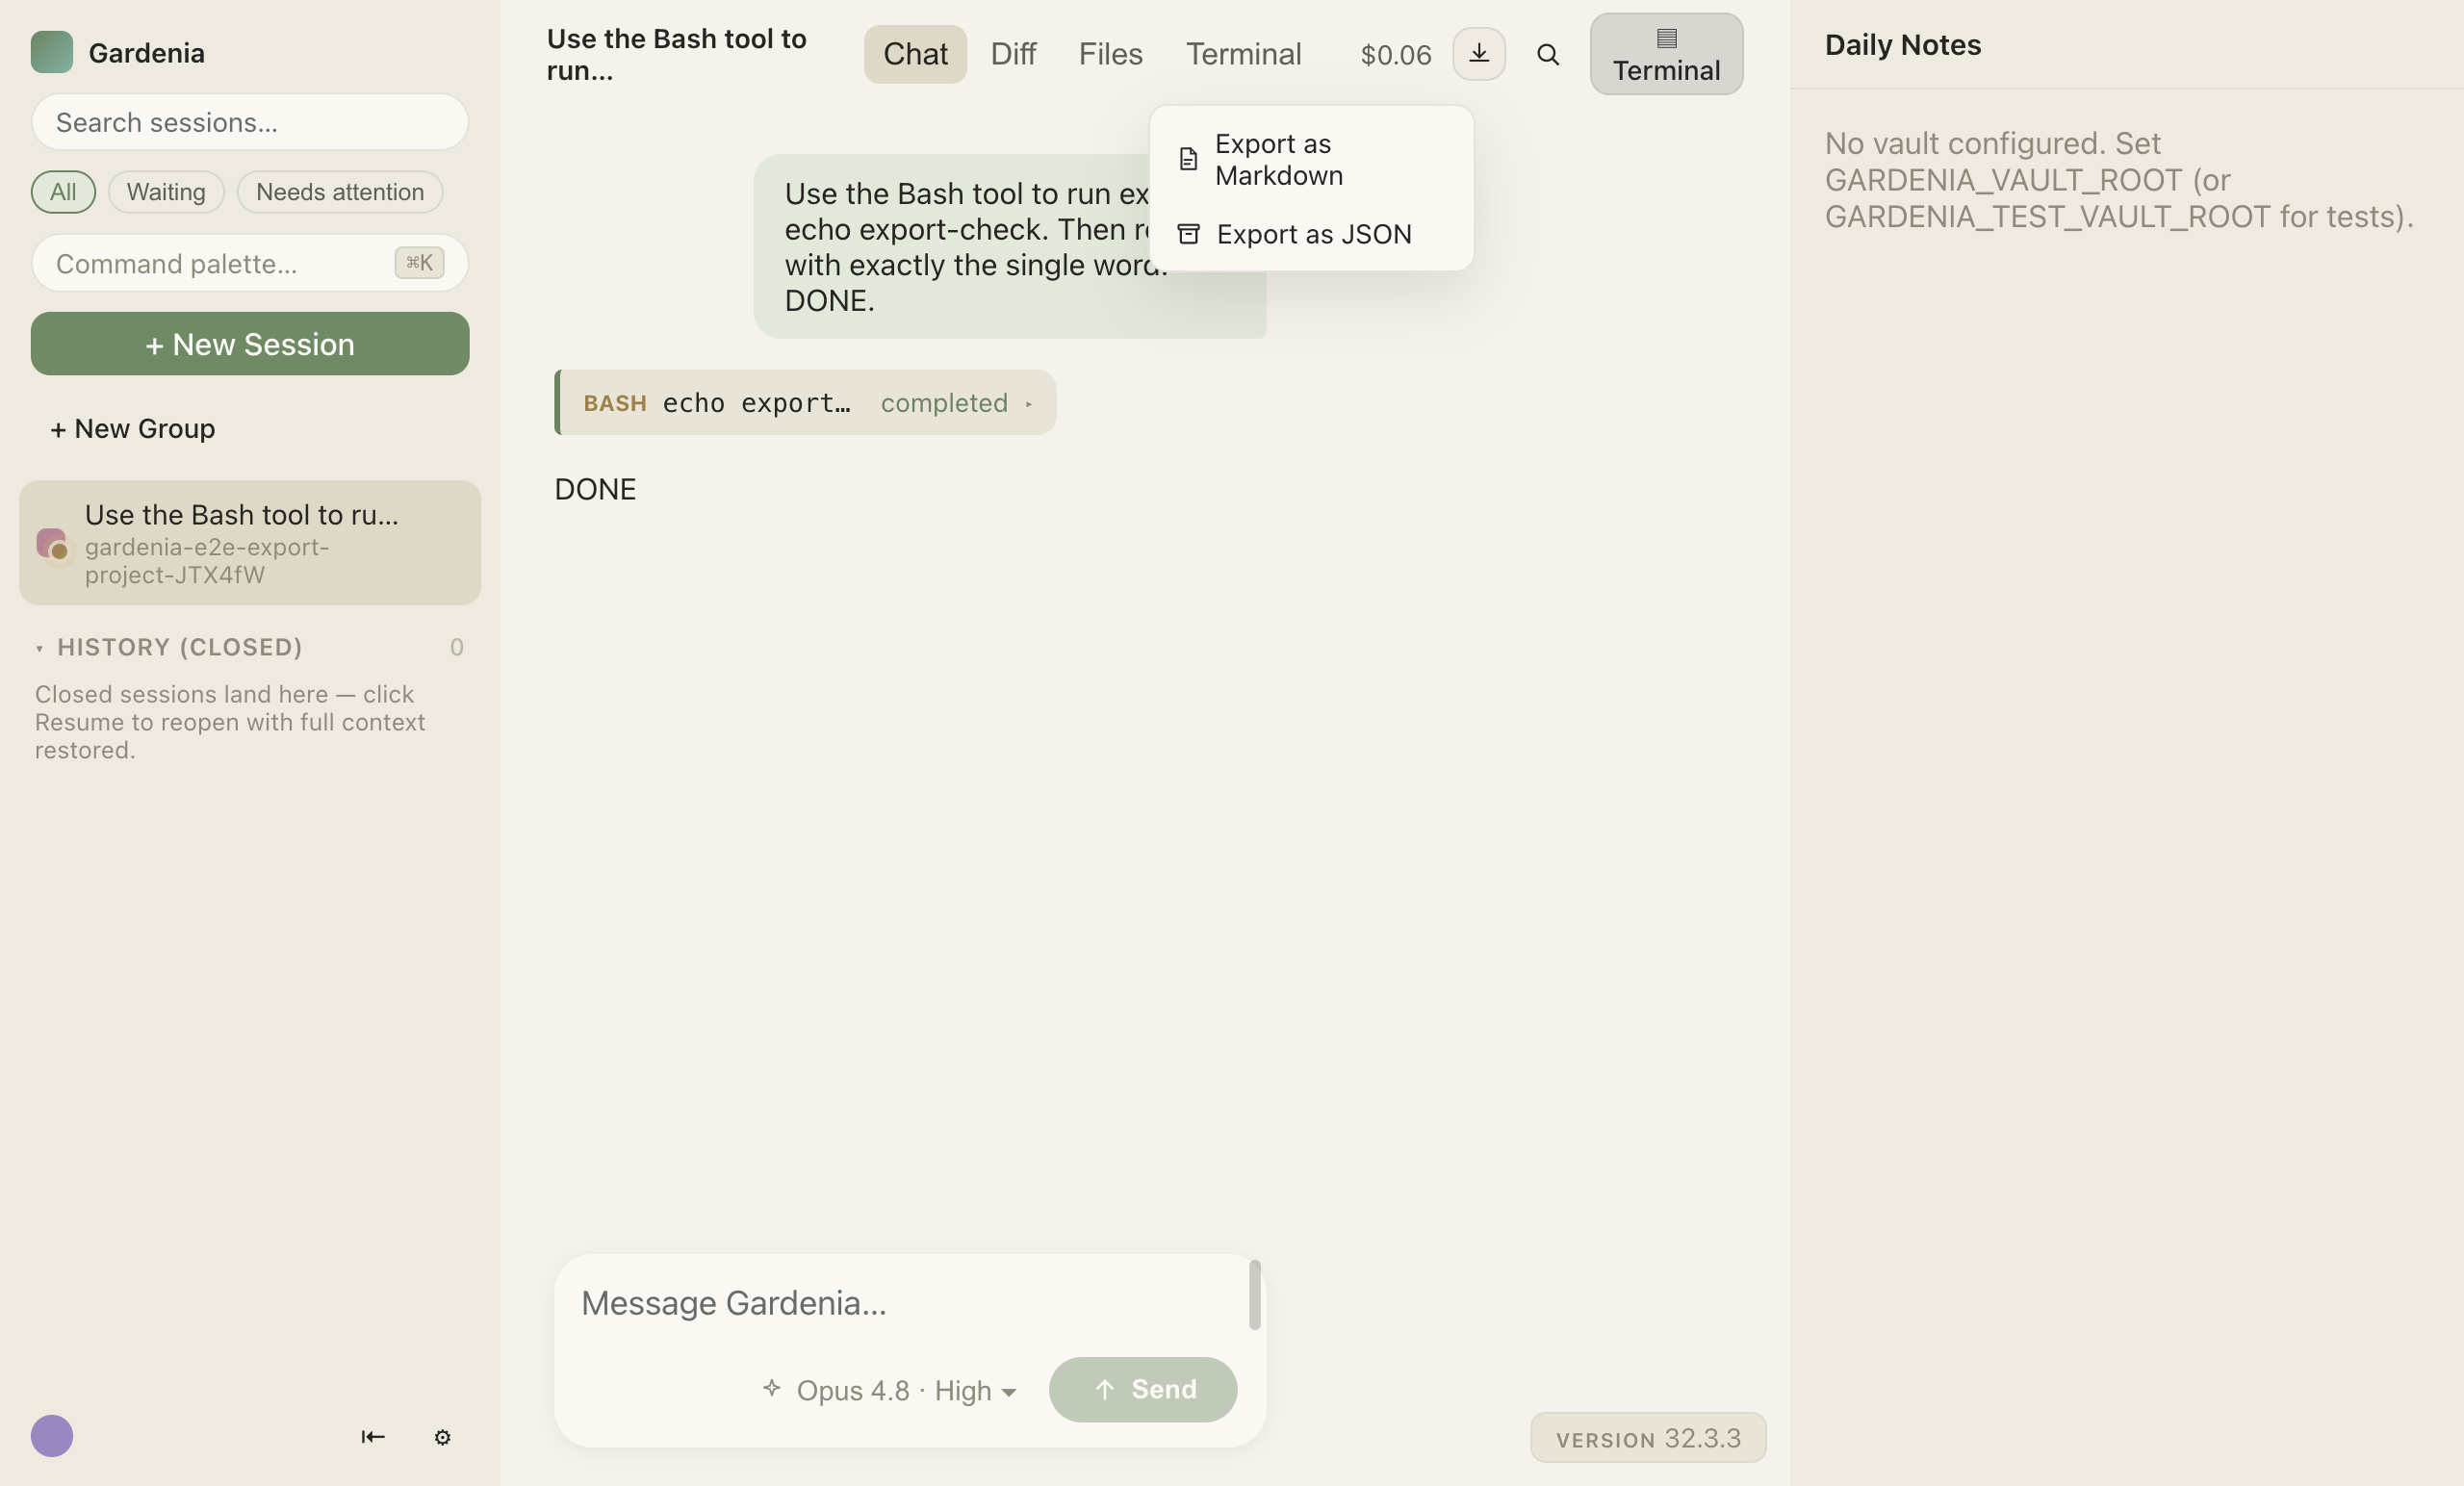 Gardenia
Search sessions...
All
Waiting
Needs attention
Command palette... ⌘K
+ New Session
+ New Group
Use the Bash tool to ru...
gardenia-e2e-export-
project-JTX4fW
HISTORY (CLOSED) 0
Closed sessions land here — click
Resume to reopen with full context
restored.
Use the Bash tool to
run...
Chat
Diff
Files
Terminal
$0.06
Terminal
Export as
Markdown
Export as JSON
Use the Bash tool to run
echo export-check. Then
with exactly the single word:
DONE.
BASH echo export… completed
DONE
Message Gardenia...
Opus 4.8 · High
Send
VERSION 32.3.3
Daily Notes
No vault configured. Set
GARDENIA_VAULT_ROOT (or
GARDENIA_TEST_VAULT_ROOT for tests).